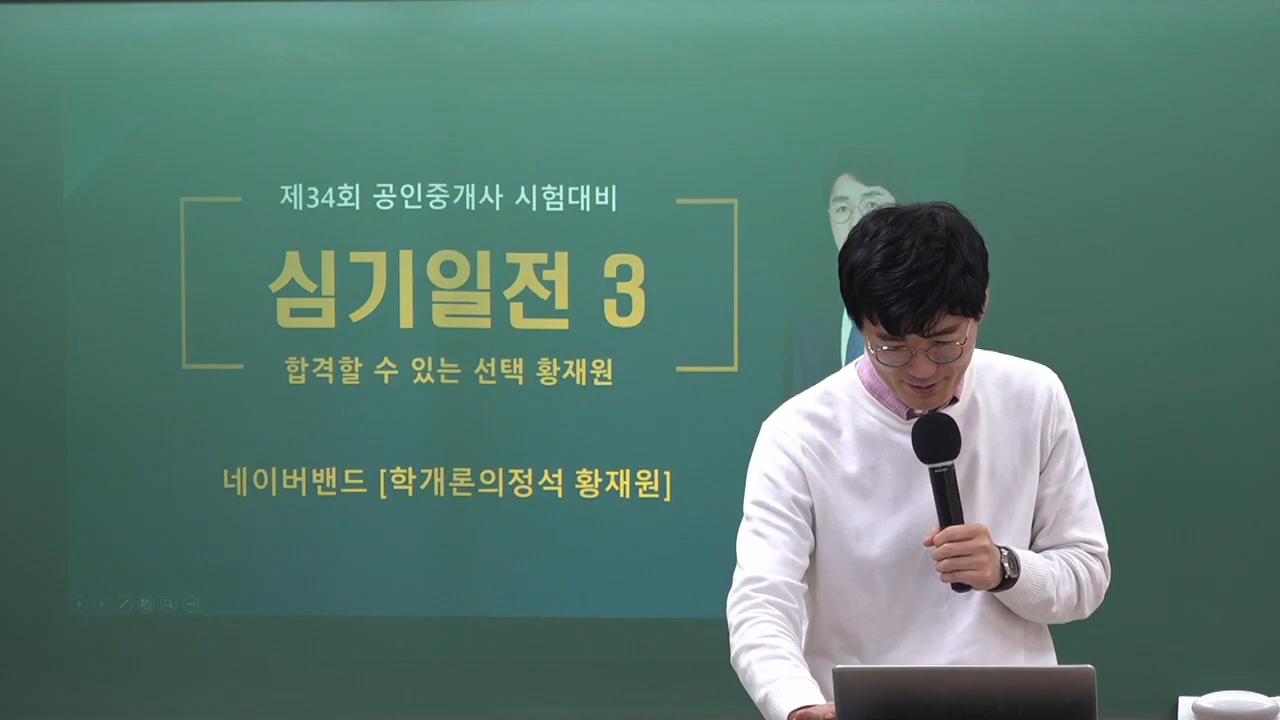 제34회 공인중개사 시험대비
심기일전 3
합격할 수 있는 선택 황재원
네이버밴드 [학개론의정석 황재원]